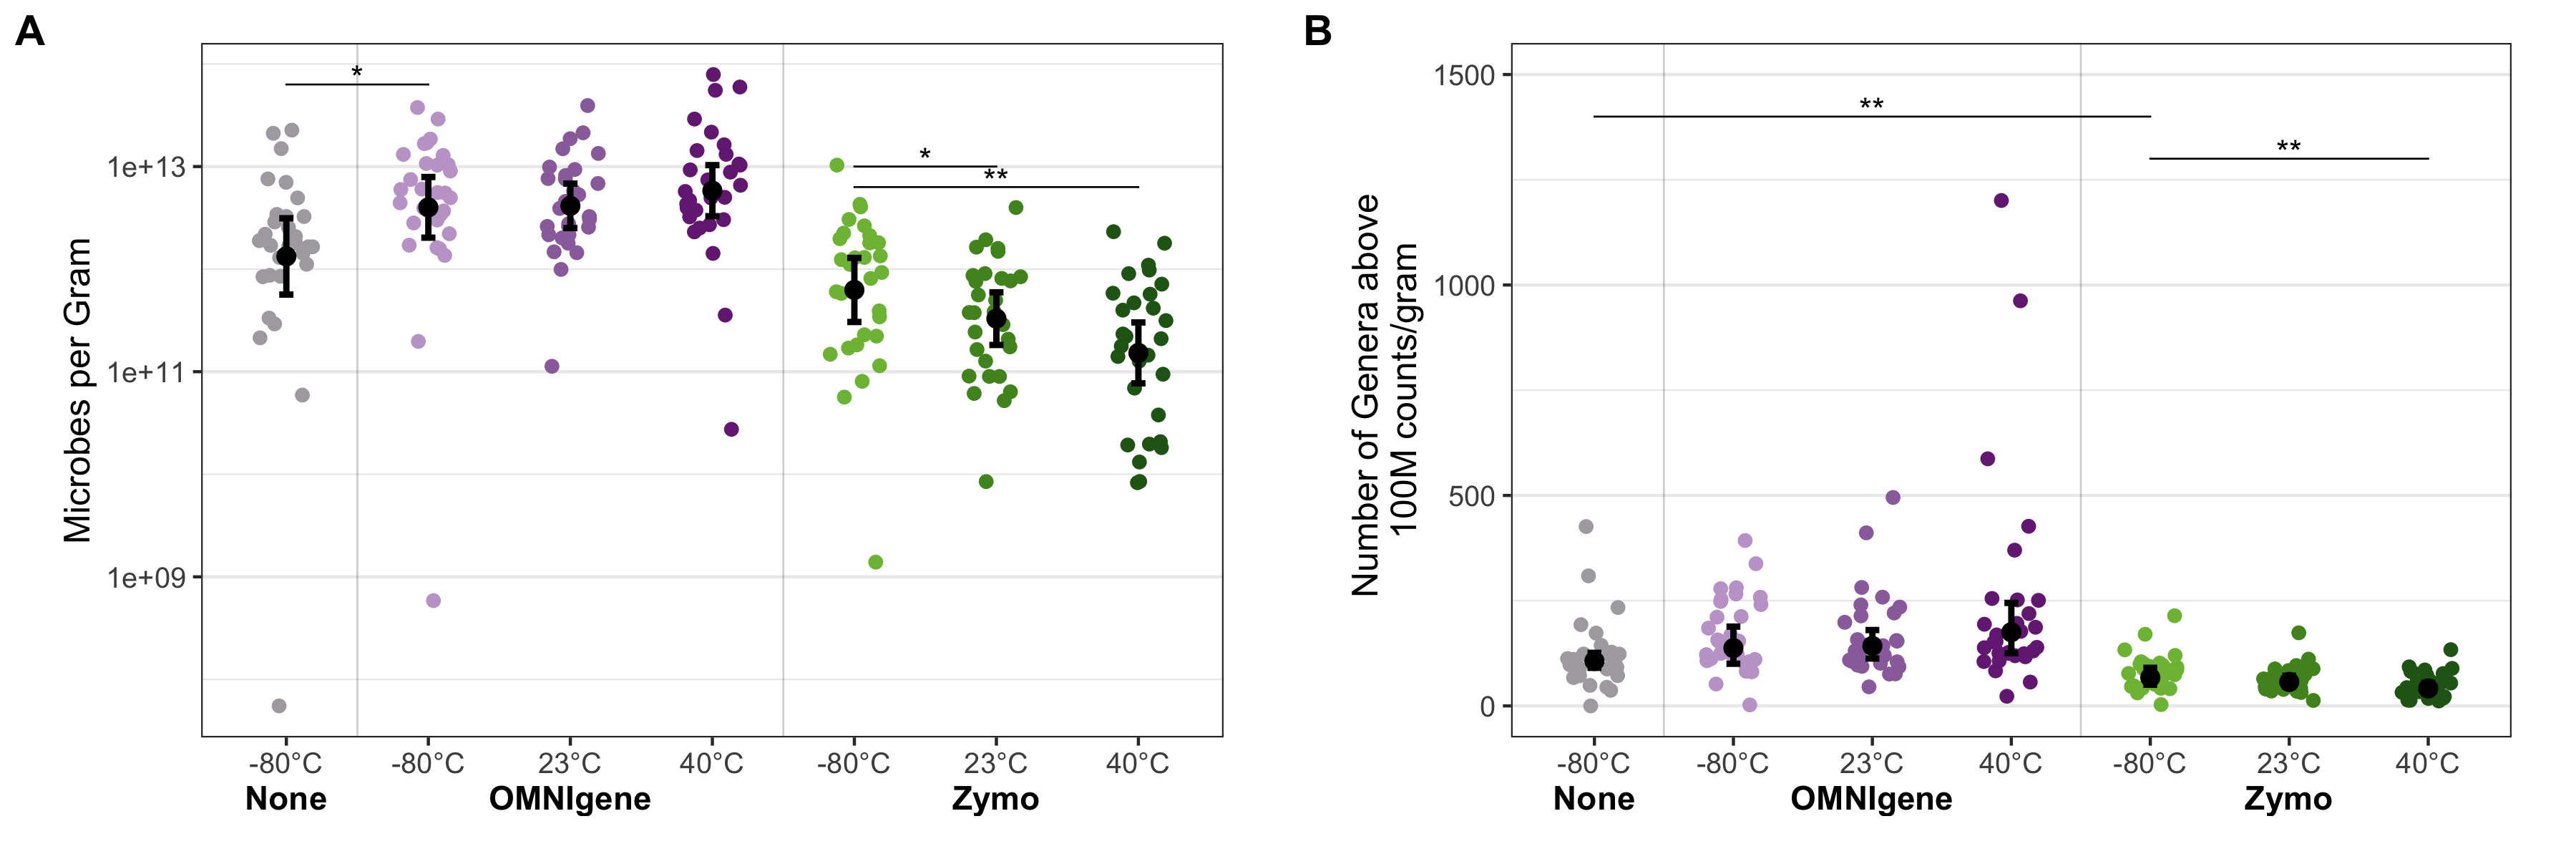 A
Microbes per Gram
1e+13
1e+11
1e+09
*
*
**
-80°C
-80°C
23°C
40°C
-80°C
23°C
40°C
None
OMNIgene
Zymo
B
Number of Genera above
100M counts/gram
1500
1000
500
0
**
**
-80°C
-80°C
23°C
40°C
-80°C
23°C
40°C
None
OMNIgene
Zymo